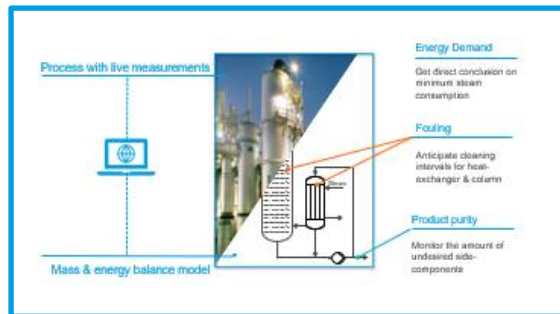 Process with live measurements
Mass & energy balance model
Steam
Energy Demand
Get direct conclusion on
minimum steam
consumption
Fouling
Anticipate cleaning
intervals for heat-
exchanger & column
Product purity
Monitor the amount of
undesired side-
components